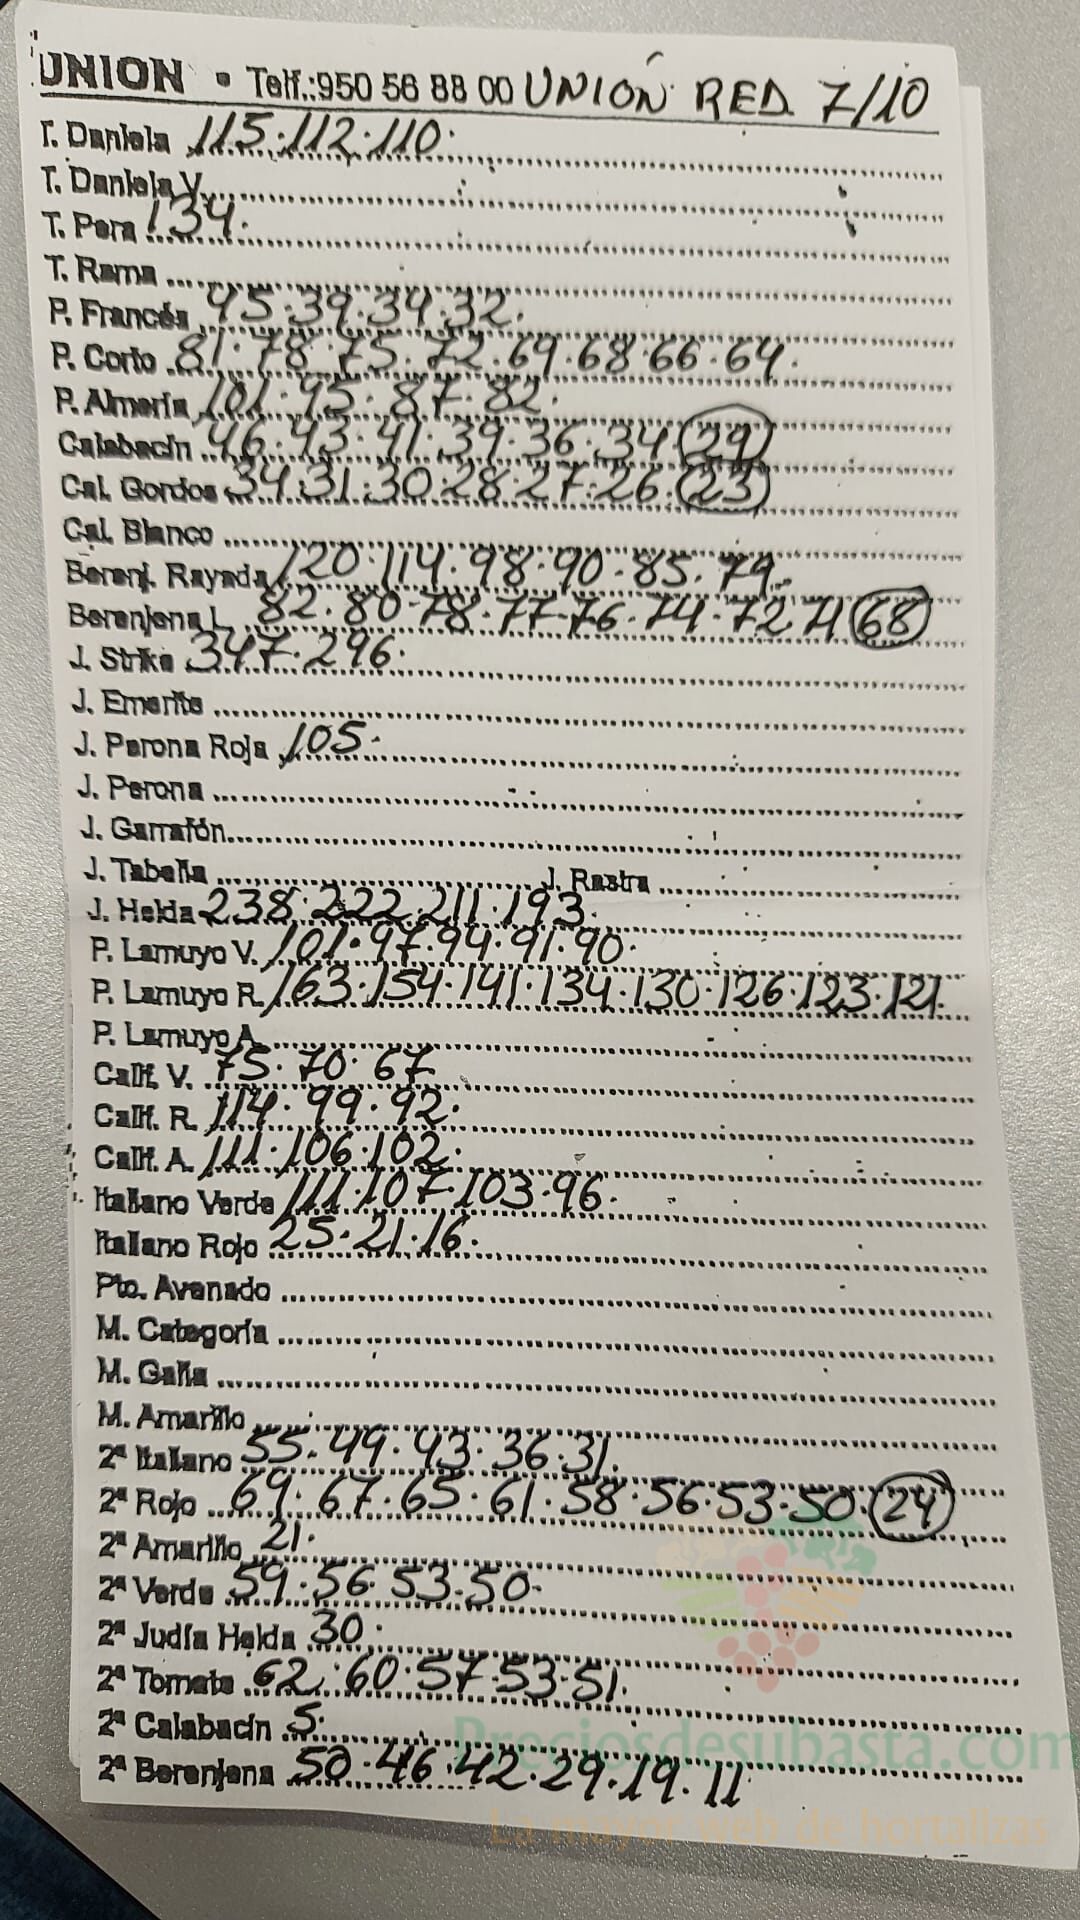 UNION • Telf.:950 56 88 00 UNIÓN RED 7/10
T. Daniela 115.112.110.
T. Daniela V.
T. Pera 134.
T. Rama
P. Francés 45.39.34.32.
P. Corto 81.78.75.72.69.68.66.64.
P. Almería 101.95.87.82.
Calabacín 46.43.41.39.36.34 29
Cal. Gordos 34.31.30.28.27.26. 23
Cal. Blanco
Berenj. Rayada 120.114.98.90.85.79.
Berenjena L. 82.80.78.77.76.74.72.71 68
J. Strike 347.296.
J. Emerite
J. Perona Roja 105.
J. Perona
J. Garrafón
J. Tabella J. Rastra
J. Helda 238.222.211.193.
P. Lamuyo V. 101.97.94.91.90.
P. Lamuyo R. 163.154.141.134.130.126.123.121.
P. Lamuyo A.
Calif. V. 75.70.67
Calif. R. 114.99.92.
Calif. A. 111.106.102.
Italiano Verde 111.107.103.96.
Italiano Rojo 25.21.16.
Pto. Avenado
M. Categoría
M. Galia
M. Amarillo
2ª Italiano 55.49.43.36.31.
2ª Rojo 69.67.65.61.58.56.53.50. 24
2ª Amarillo 21.
2ª Verde 59.56.53.50.
2ª Judía Helda 30.
2ª Tomate 62.60.57.53.51.
2ª Calabacín 5.
2ª Berenjena 50.46.42.29.19.11
Preciosdesubasta.com
La mayor web de hortalizas